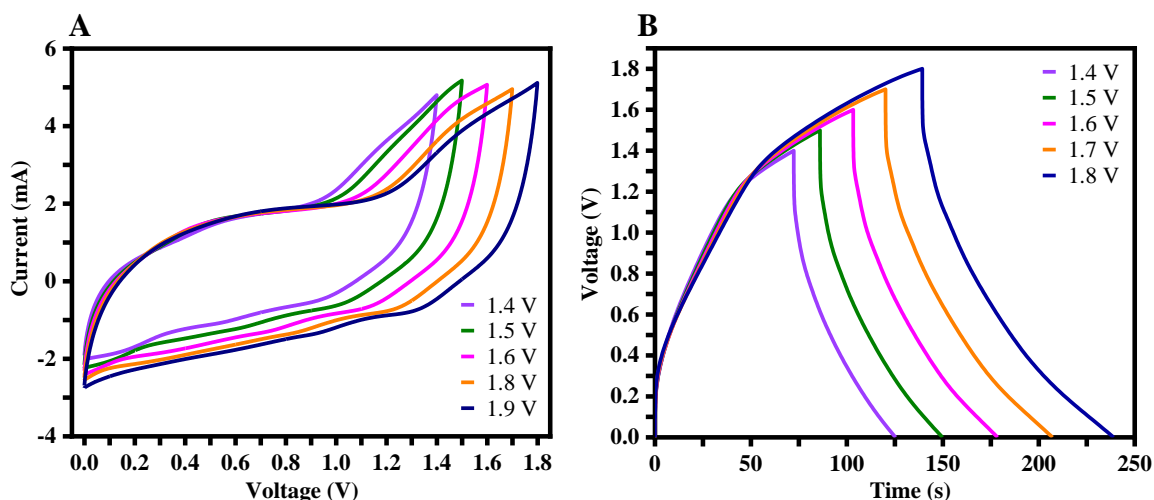 A
B
6
4
2
0
-2
-4
Current (mA)
0.0 0.2 0.4 0.6 0.8 1.0 1.2 1.4 1.6 1.8
Voltage (V)
1.4 V
1.5 V
1.6 V
1.8 V
1.9 V
1.8
1.6
1.4
1.2
1.0
0.8
0.6
0.4
0.2
0.0
Voltage (V)
0 50 100 150 200 250
Time (s)
1.4 V
1.5 V
1.6 V
1.7 V
1.8 V